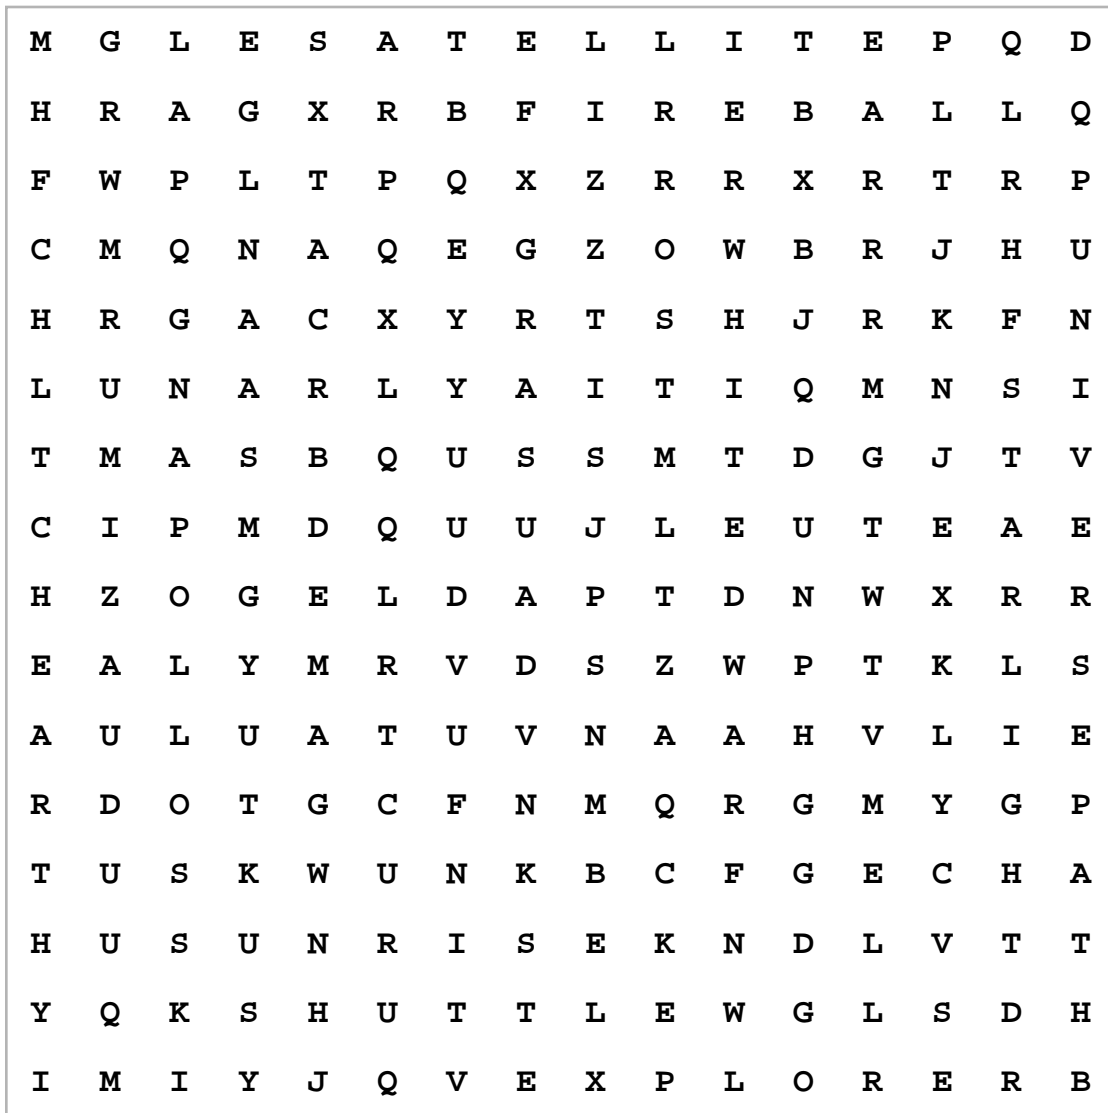 M G L E S A T E L L I T E P Q D
H R A G X R B F I R E B A L L Q
F W P L T P Q X Z R R X R T R P
C M Q N A Q E G Z O W B R J H U
H R G A C X Y R T S H J R K F N
L U N A R L Y A I T I Q M N S I
T M A S B Q U S S M T D G J T V
C I P M D Q U U J L E U T E A E
H Z O G E L D A P T D N W X R R
E A L Y M R V D S Z W P T K L S
A U L U A T U V N A A H V L I E
R D O T G C F N M Q R G M Y G P
T U S K W U N K B C F G E C H A
H U S U N R I S E K N D L V T T
Y Q K S H U T T L E W G L S D H
I M I Y J Q V E X P L O R E R B